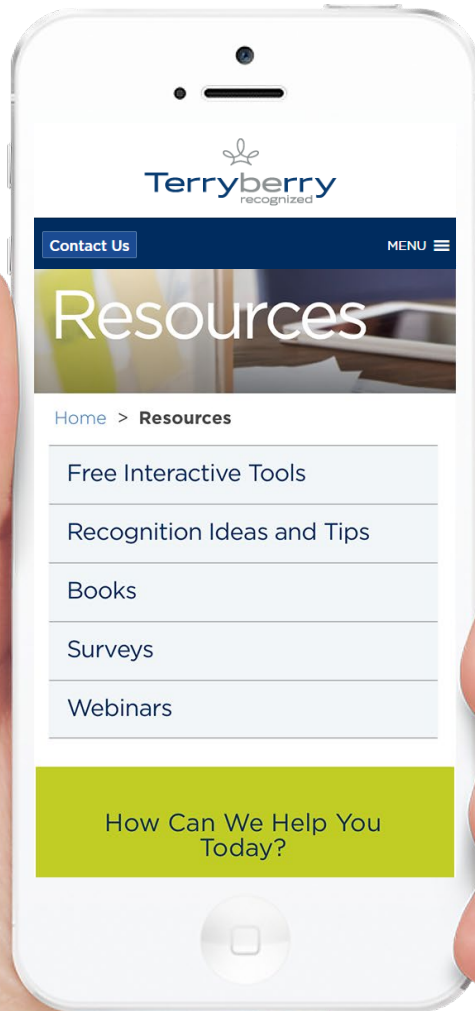 Terryberry
recognized
Contact Us
MENU
Resources
Home > Resources
Free Interactive Tools
Recognition Ideas and Tips
Books
Surveys
Webinars
How Can We Help You
Today?